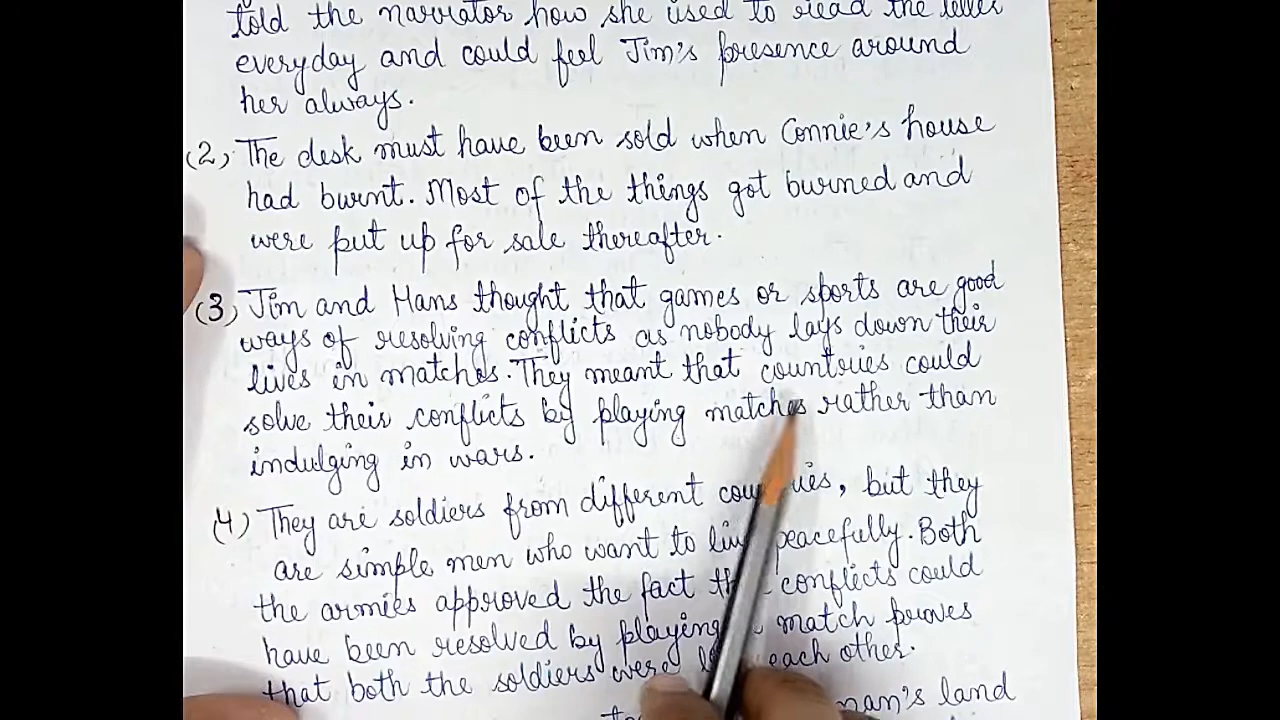 told the narrator how she used to read the letter
everyday and could feel Jim's presence around
her always.
(2) The desk must have been sold when Connie's house
had burnt. Most of the things got burned and
were put up for sale thereafter.
(3) Jim and Hans thought that games or sports are good
ways of resolving conflicts as nobody lays down their
lives in matches. They meant that countries could
solve their conflicts by playing matches rather than
indulging in wars.
(4) They are soldiers from different , but they
are simple men who want to peacefully. Both
the armies approved the fact conflicts could
have been resolved by playing match proves
that both the soldiers were each other.
man's land